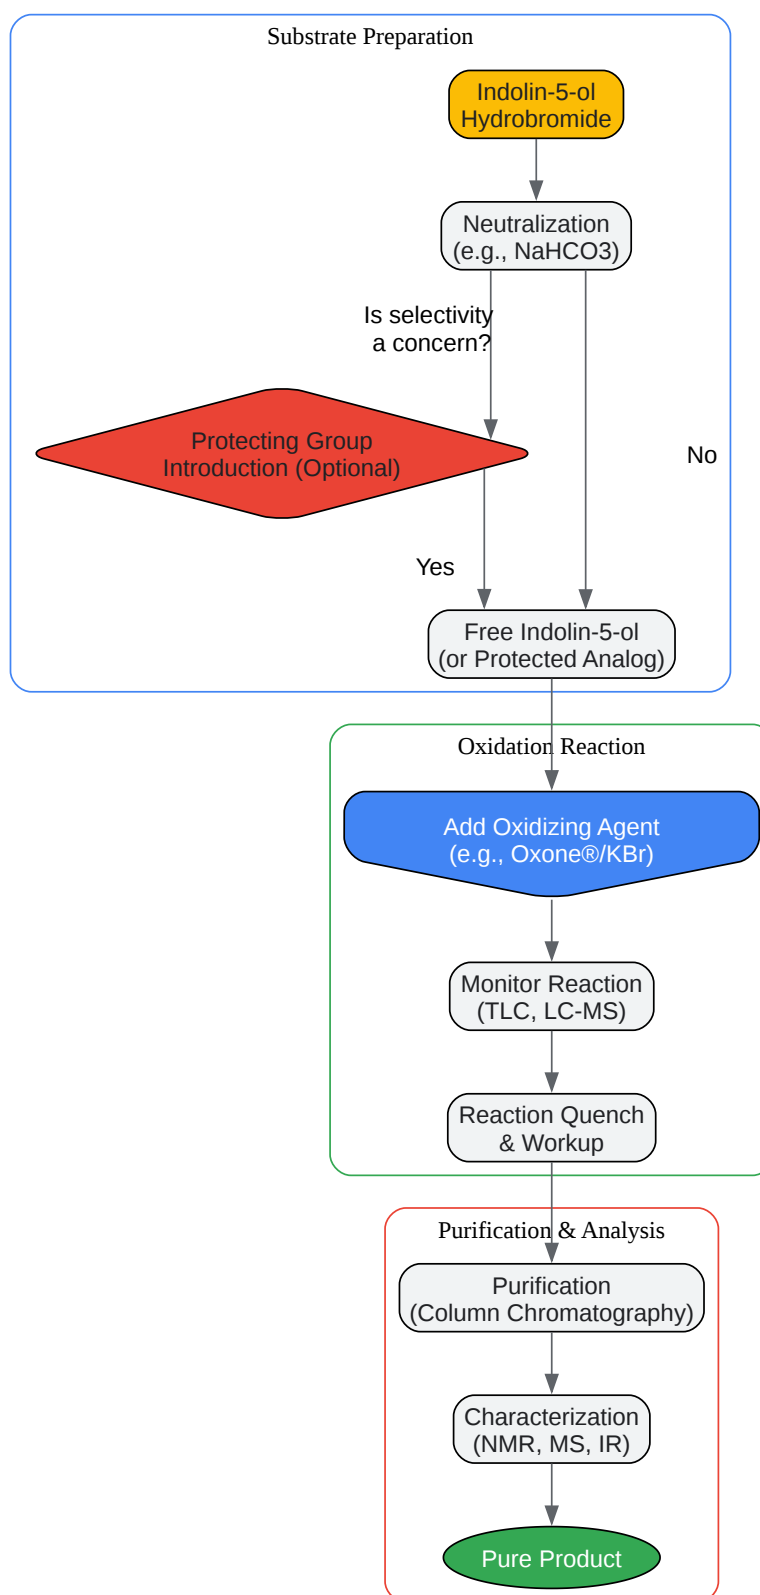 Substrate Preparation
Indolin-5-ol
Hydrobromide
Neutralization
(e.g., NaHCO3)
Is selectivity
a concern?
Protecting Group
Introduction (Optional)
No
Yes
Free Indolin-5-ol
(or Protected Analog)
Oxidation Reaction
Add Oxidizing Agent
(e.g., Oxone®/KBr)
Monitor Reaction
(TLC, LC-MS)
Reaction Quench
& Workup
Purification & Analysis
Purification
(Column Chromatography)
Characterization
(NMR, MS, IR)
Pure Product